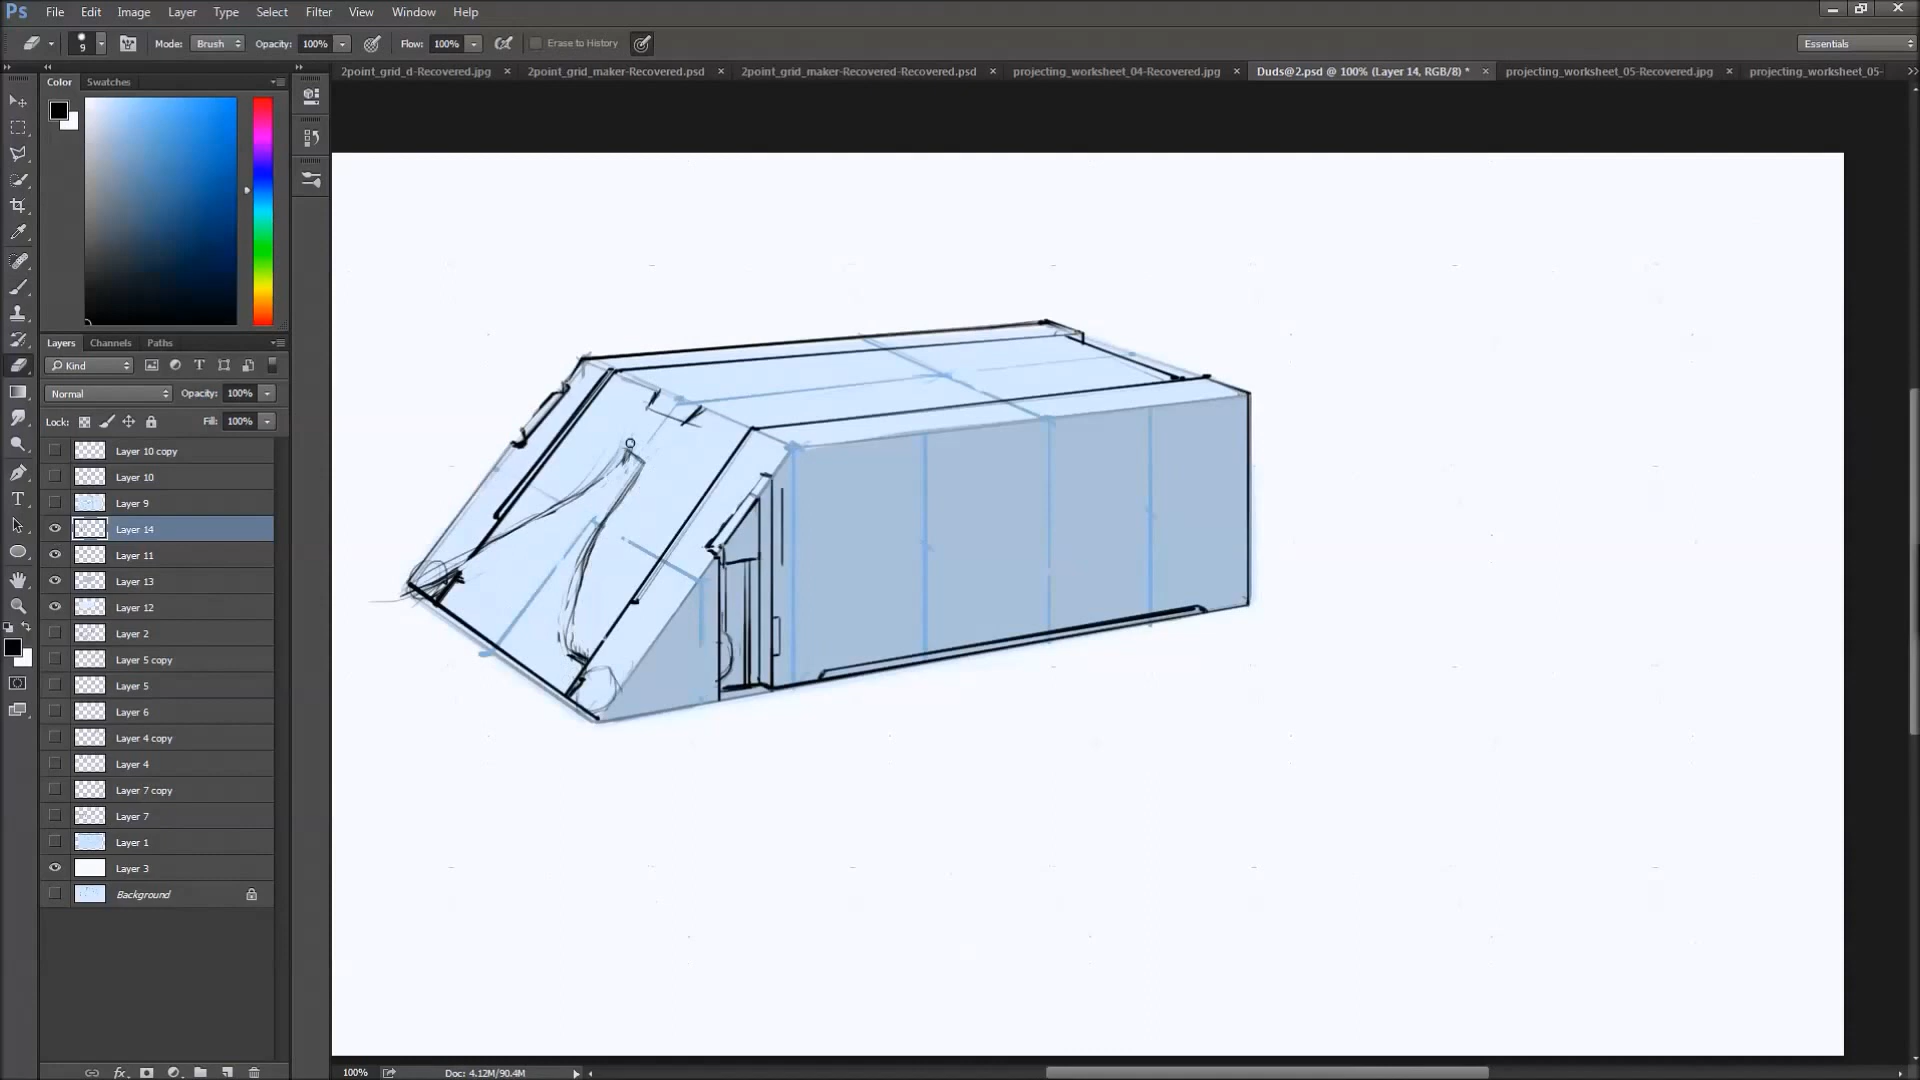 Ps File Edit Image Layer Type Select Filter View Window Help
9 Mode: Brush Opacity: 100% Flow: 100% Erase to History Essentials
2point_grid_d-Recovered.jpg × 2point_grid_maker-Recovered.psd × 2point_grid_maker-Recovered-Recovered.psd × projecting_worksheet_04-Recovered.jpg × Duds@2.psd @ 100% (Layer 14, RGB/8) * × projecting_worksheet_05-Recovered.jpg × projecting_worksheet_05-
Color Swatches
Layers Channels Paths
Kind
Normal Opacity: 100%
Lock: Fill: 100%
Layer 10 copy
Layer 10
Layer 9
Layer 14
Layer 11
Layer 13
Layer 12
Layer 2
Layer 5 copy
Layer 5
Layer 6
Layer 4 copy
Layer 4
Layer 7 copy
Layer 7
Layer 1
Layer 3
Background
fx
100% Doc: 4.12M/90.4M